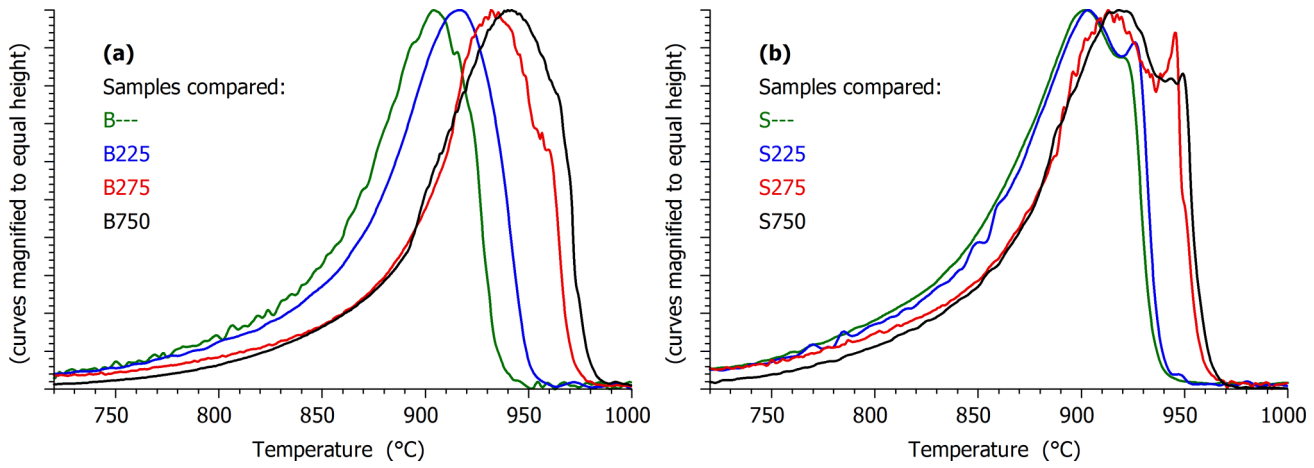 (curves magnified to equal height)
(a)
Samples compared:
B---
B225
B275
B750
750 800 850 900 950 1000
Temperature (°C)
(curves magnified to equal height)
(b)
Samples compared:
S---
S225
S275
S750
750 800 850 900 950 1000
Temperature (°C)